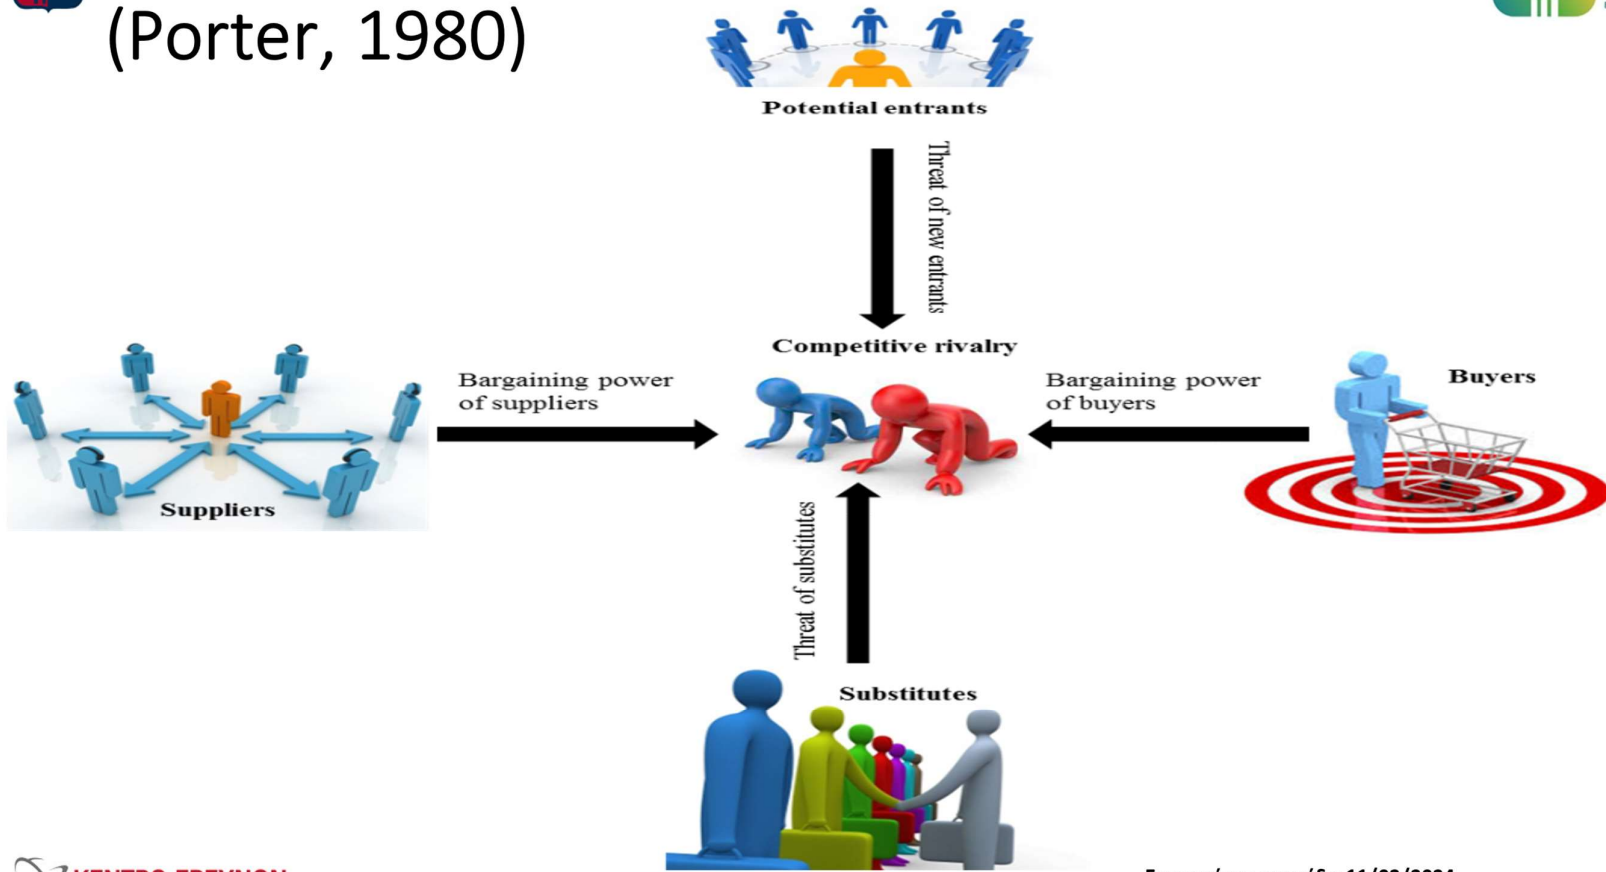 (Porter, 1980)
Potential entrants
Threat of new entrants
Competitive rivalry
Bargaining power
of suppliers
Bargaining power
of buyers
Buyers
Suppliers
Threat of substitutes
Substitutes